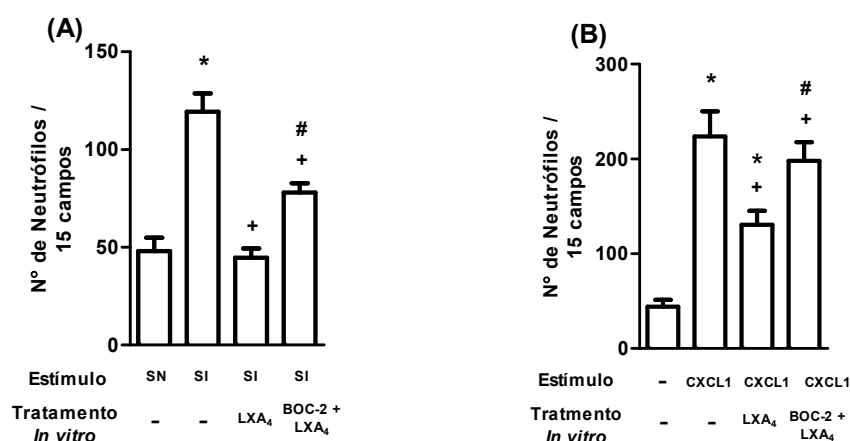 (A)
N° de Neutrófilos /
15 campos
150
100
50
0
*
+
#
+
Estímulo SN SI SI SI
Tratamento
In vitro
- - LXA₄ BOC-2 +
LXA₄
(B)
N° de Neutrófilos /
15 campos
300
200
100
0
*
*
+
#
+
Estímulo - CXCL1 CXCL1 CXCL1
Tratmento
In vitro
- - LXA₄ BOC-2 +
LXA₄